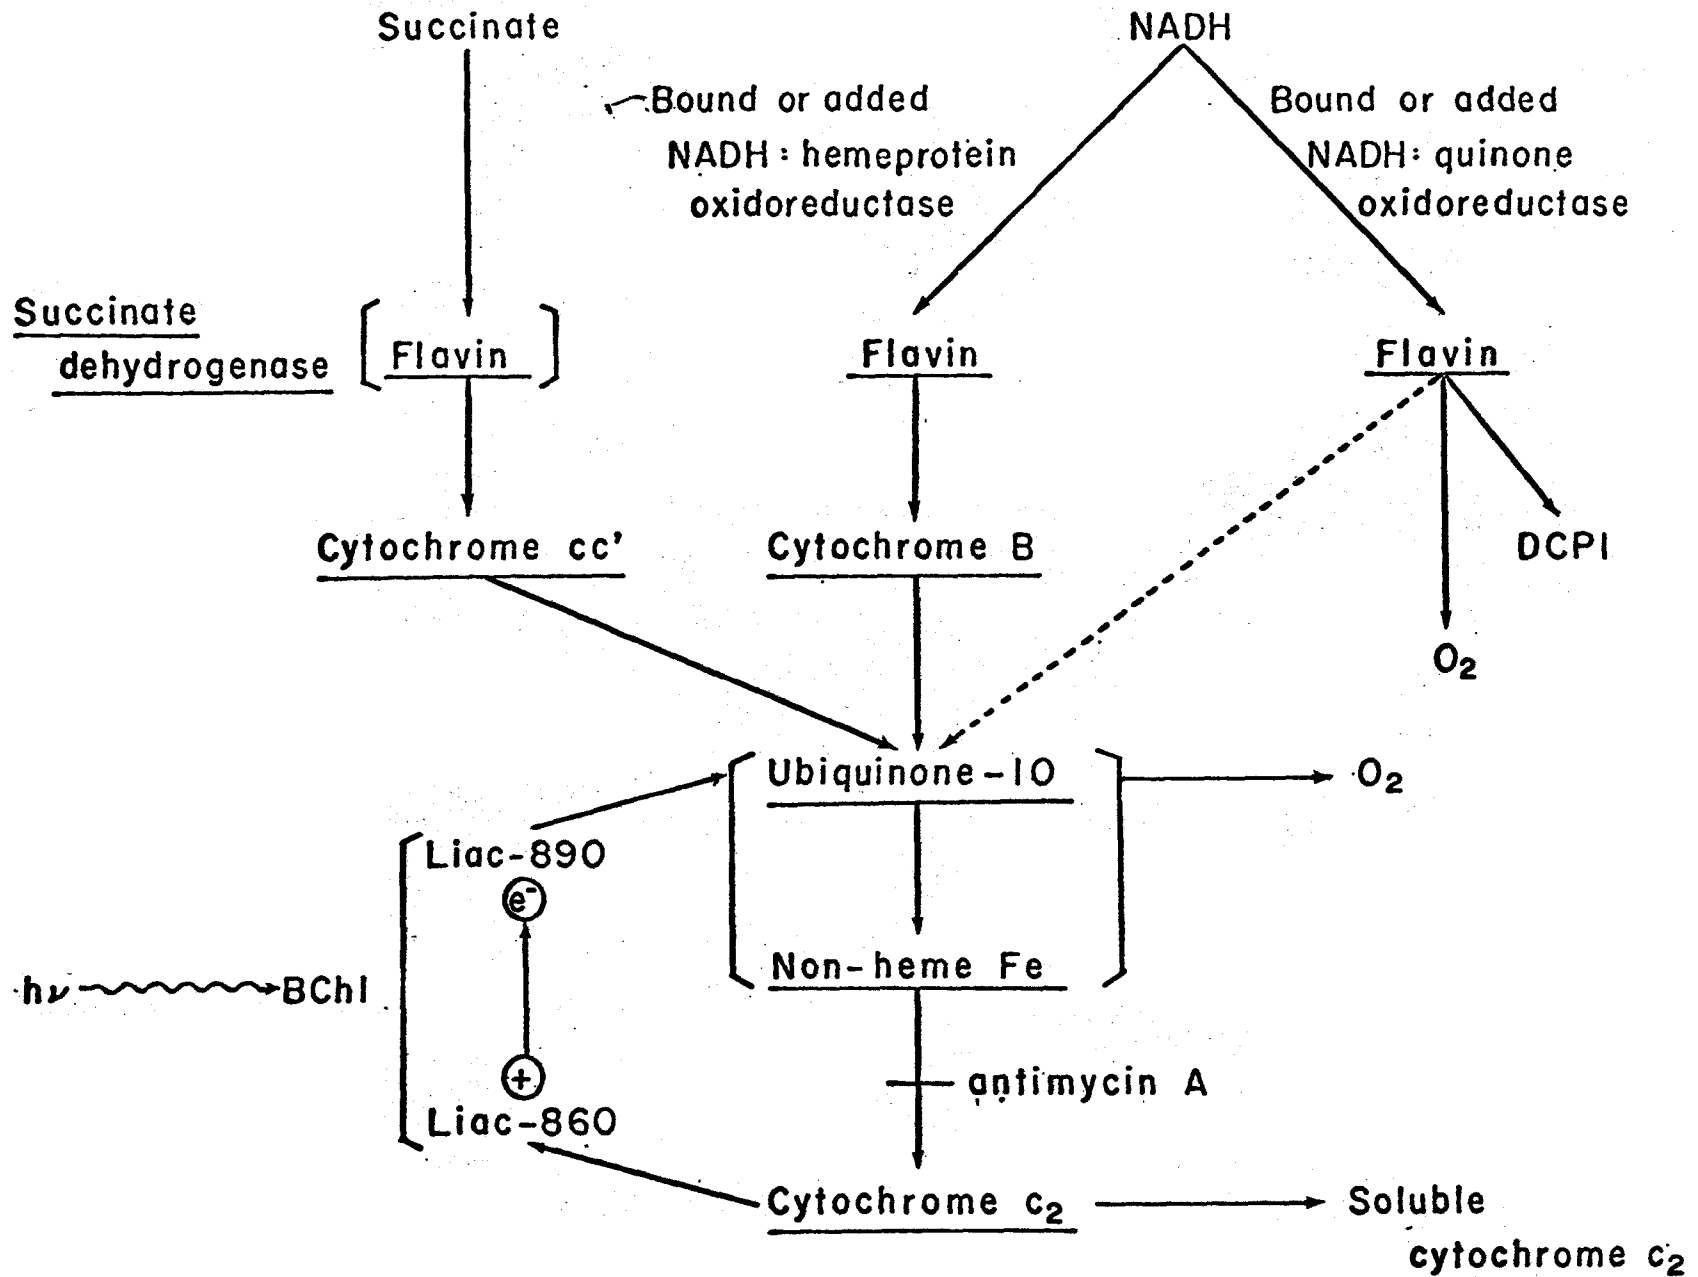 Succinate
NADH
Bound or added
NADH: hemeprotein
oxidoreductase
Bound or added
NADH: quinone
oxidoreductase
Succinate
dehydrogenase
Flavin
Flavin
Flavin
Cytochrome cc'
Cytochrome B
DCPI
O₂
Ubiquinone-10
O₂
Liac-890
e⁻
Non-heme Fe
hν
BChl
+
Liac-860
antimycin A
Cytochrome c₂
Soluble
cytochrome c₂